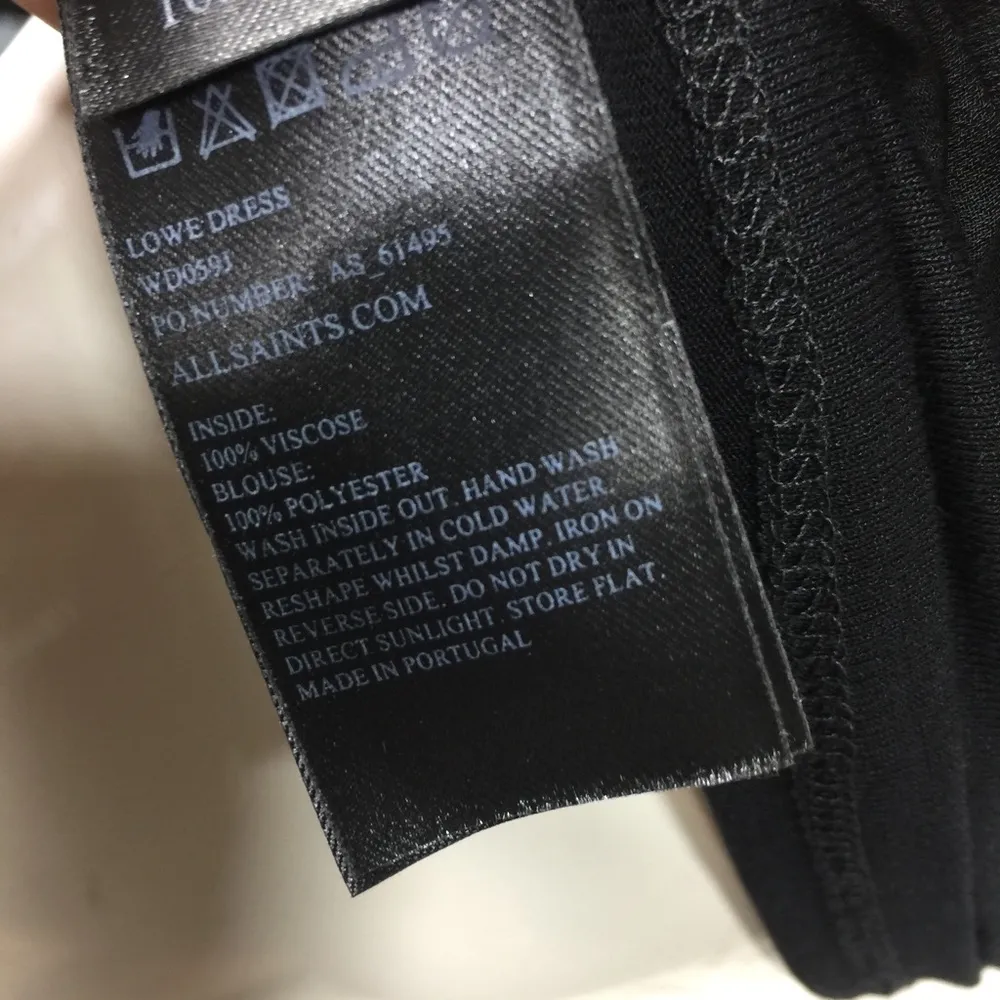 LOWE DRESS
WD0591
PO NUMBER: AS_61495
ALLSAINTS.COM
INSIDE:
100% VISCOSE
BLOUSE:
100% POLYESTER
WASH INSIDE OUT. HAND WASH
SEPARATELY IN COLD WATER.
RESHAPE WHILST DAMP. IRON ON
REVERSE SIDE. DO NOT DRY IN
DIRECT SUNLIGHT. STORE FLAT.
MADE IN PORTUGAL